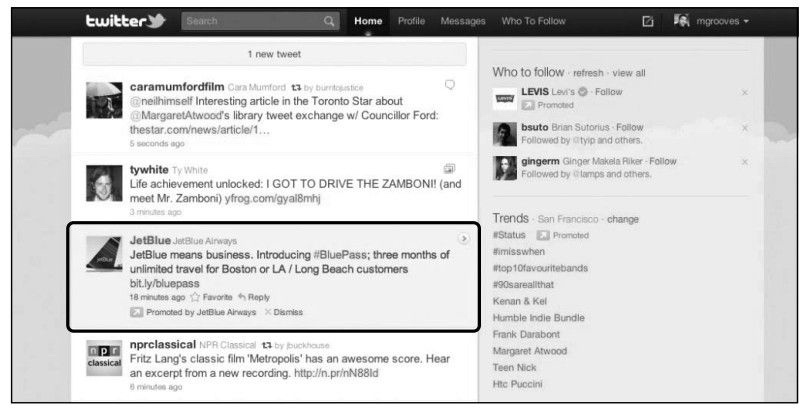 twitter
Search
Home Profile Messages Who To Follow
mgrooves
1 new tweet
caramumfordfilm Cara Mumford by burntojustice
@neilhimself Interesting article in the Toronto Star about
@MargaretAtwood's library tweet exchange w/ Councillor Ford:
thestar.com/news/article/1…
5 seconds ago
tywhite Ty White
Life achievement unlocked: I GOT TO DRIVE THE ZAMBONI! (and
meet Mr. Zamboni) yfrog.com/gyal8mhj
3 minutes ago
jetBlue
JetBlue JetBlue Airways
JetBlue means business. Introducing #BluePass; three months of
unlimited travel for Boston or LA / Long Beach customers
bit.ly/bluepass
18 minutes ago Favorite Reply
Promoted by JetBlue Airways × Dismiss
npr
classical
nprclassical NPR Classical by jbuckhouse
Fritz Lang's classic film 'Metropolis' has an awesome score. Hear
an excerpt from a new recording. http://n.pr/nN88Id
6 minutes ago
Who to follow · refresh · view all
LEVIS Levi's · Follow ×
Promoted
bsuto Brian Sutorius · Follow ×
Followed by @tyip and others.
gingerm Ginger Makela Riker · Follow ×
Followed by @lamps and others.
Trends · San Francisco · change
#Status Promoted
#imisswhen
#top10favouritebands
#90sareallthat
Kenan & Kel
Humble Indie Bundle
Frank Darabont
Margaret Atwood
Teen Nick
Htc Puccini